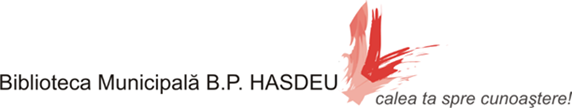 Biblioteca Municipală B.P. HASDEU
calea ta spre cunoaştere!